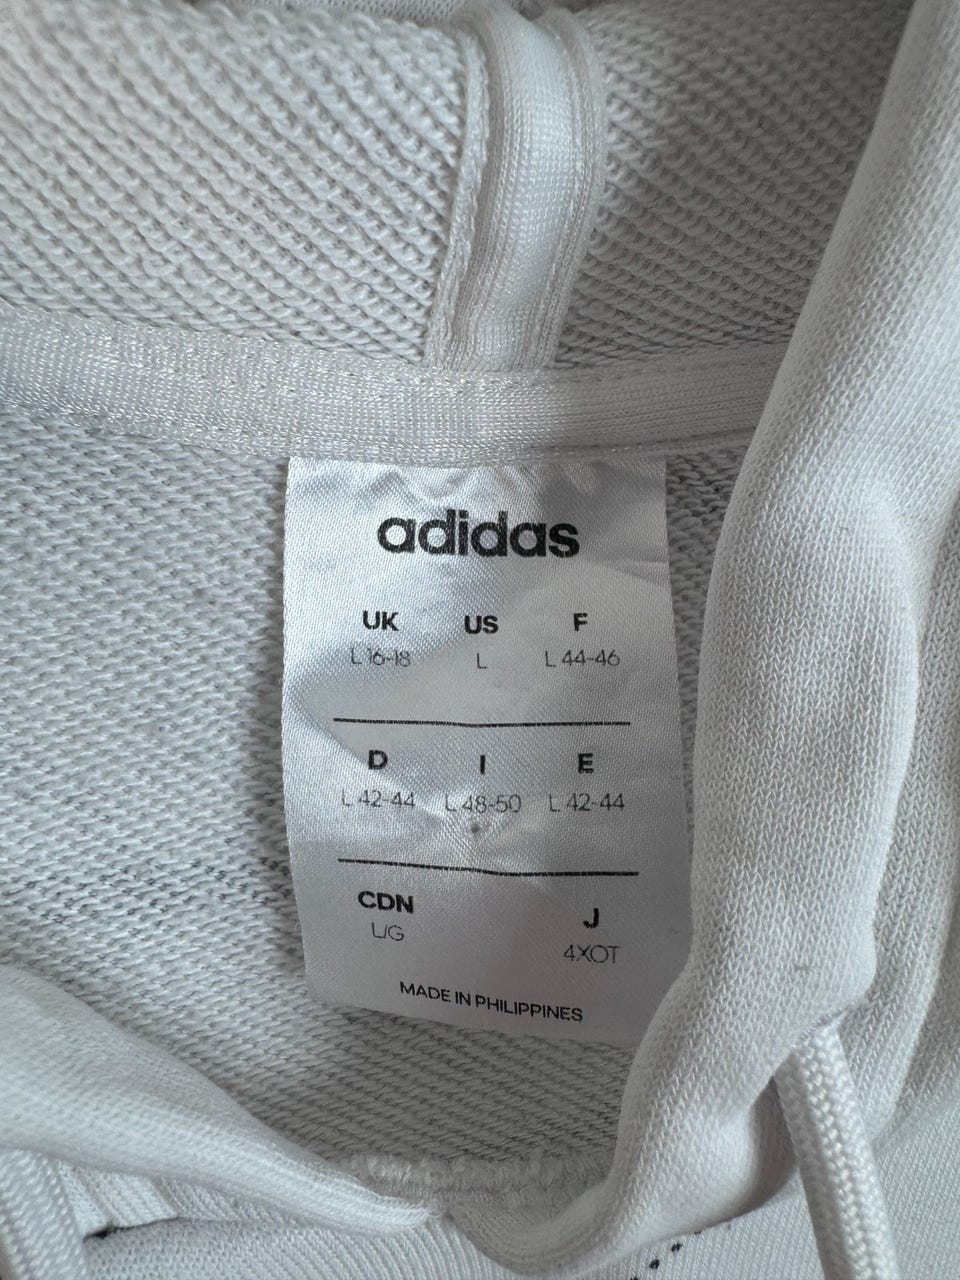 adidas
UK US F
L 16-18 L L 44-46
D I E
L 42-44 L 48-50 L 42-44
CDN J
L/G 4XOT
MADE IN PHILIPPINES